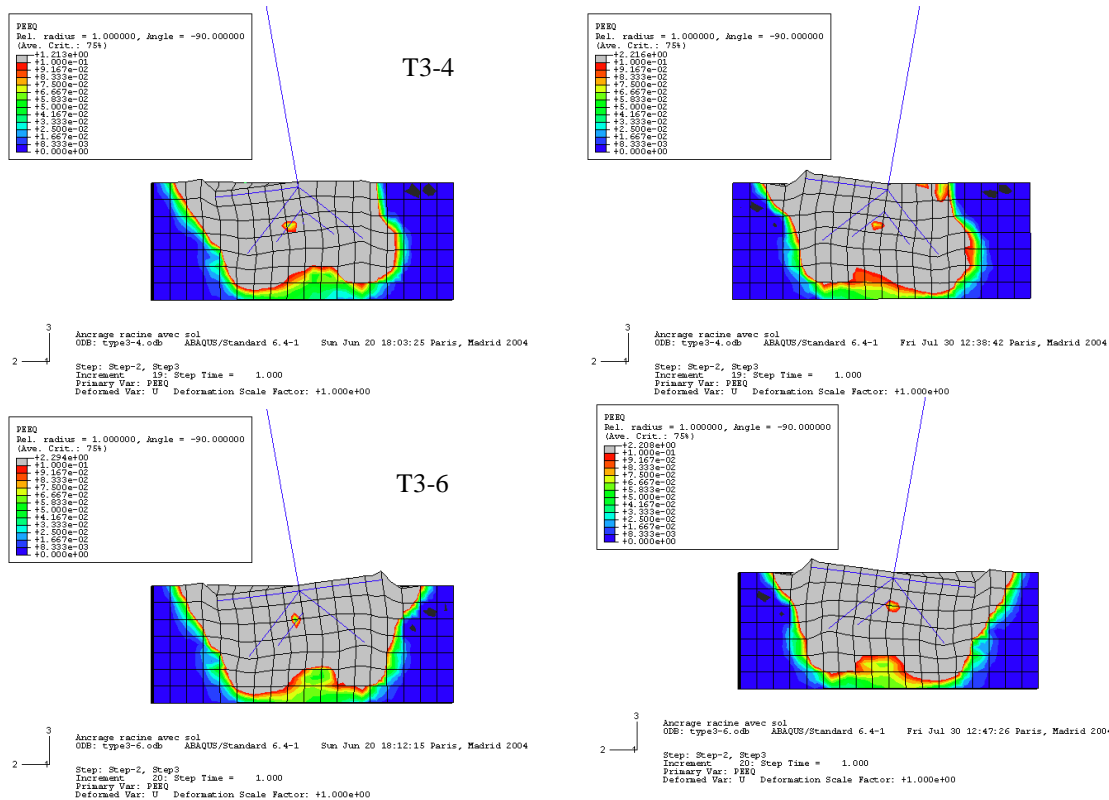 PEEQ
Rel. radius = 1.000000, Angle = -90.000000
(Ave. Crit.: 75%)
+1.213e+00
+1.000e-01
+9.167e-02
+8.333e-02
+7.500e-02
+6.667e-02
+5.833e-02
+5.000e-02
+4.167e-02
+3.333e-02
+2.500e-02
+1.667e-02
+8.333e-03
+0.000e+00
T3-4
3
2
1
Ancrage racine avec sol
ODB: type3-4.odb ABAQUS/Standard 6.4-1 Sun Jun 20 18:03:25 Paris, Madrid 2004
Step: Step-2, Step3
Increment 19: Step Time = 1.000
Primary Var: PEEQ
Deformed Var: U Deformation Scale Factor: +1.000e+00
PEEQ
Rel. radius = 1.000000, Angle = -90.000000
(Ave. Crit.: 75%)
+2.216e+00
+1.000e-01
+9.167e-02
+8.333e-02
+7.500e-02
+6.667e-02
+5.833e-02
+5.000e-02
+4.167e-02
+3.333e-02
+2.500e-02
+1.667e-02
+8.333e-03
+0.000e+00
3
2
1
Ancrage racine avec sol
ODB: type3-4.odb ABAQUS/Standard 6.4-1 Fri Jul 30 12:38:42 Paris, Madrid 2004
Step: Step-2, Step3
Increment 19: Step Time = 1.000
Primary Var: PEEQ
Deformed Var: U Deformation Scale Factor: +1.000e+00
PEEQ
Rel. radius = 1.000000, Angle = -90.000000
(Ave. Crit.: 75%)
+2.294e+00
+1.000e-01
+9.167e-02
+8.333e-02
+7.500e-02
+6.667e-02
+5.833e-02
+5.000e-02
+4.167e-02
+3.333e-02
+2.500e-02
+1.667e-02
+8.333e-03
+0.000e+00
T3-6
3
2
1
Ancrage racine avec sol
ODB: type3-6.odb ABAQUS/Standard 6.4-1 Sun Jun 20 18:12:15 Paris, Madrid 2004
Step: Step-2, Step3
Increment 20: Step Time = 1.000
Primary Var: PEEQ
Deformed Var: U Deformation Scale Factor: +1.000e+00
PEEQ
Rel. radius = 1.000000, Angle = -90.000000
(Ave. Crit.: 75%)
+2.208e+00
+1.000e-01
+9.167e-02
+8.333e-02
+7.500e-02
+6.667e-02
+5.833e-02
+5.000e-02
+4.167e-02
+3.333e-02
+2.500e-02
+1.667e-02
+8.333e-03
+0.000e+00
3
2
1
Ancrage racine avec sol
ODB: type3-6.odb ABAQUS/Standard 6.4-1 Fri Jul 30 12:47:26 Paris, Madrid 2004
Step: Step-2, Step3
Increment 20: Step Time = 1.000
Primary Var: PEEQ
Deformed Var: U Deformation Scale Factor: +1.000e+00